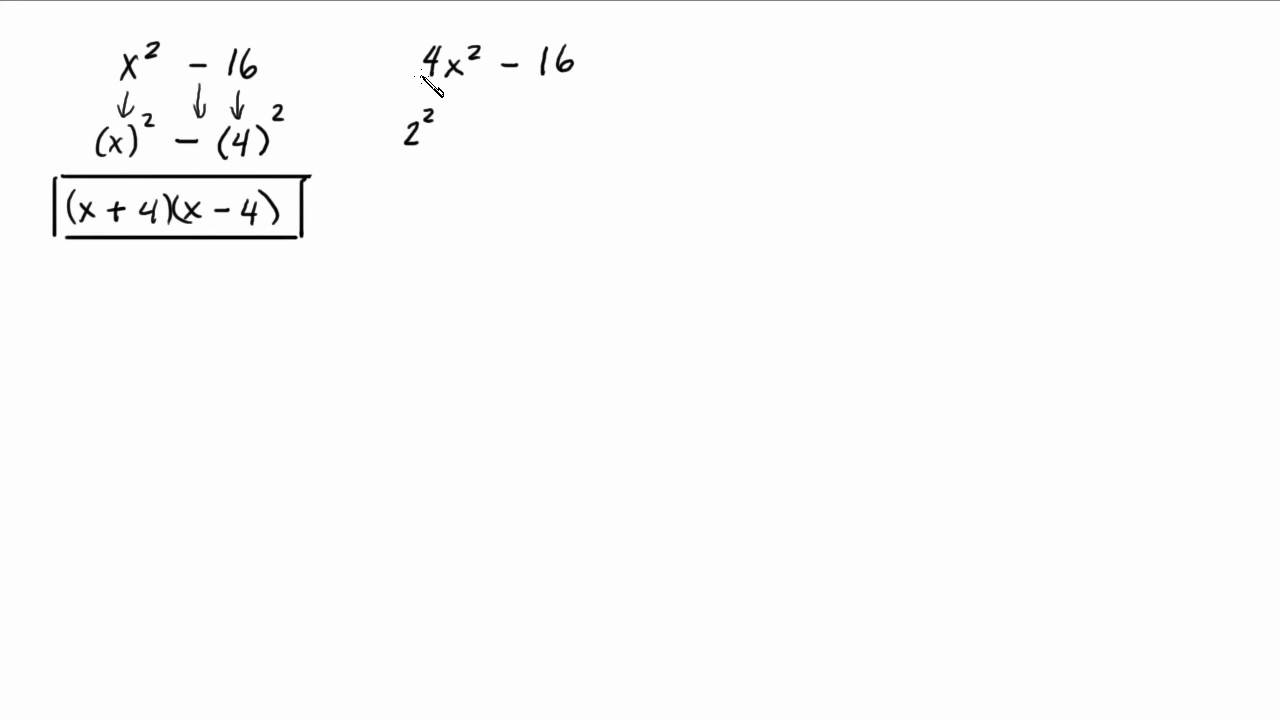 x² - 16
(x)² - (4)²
(x + 4)(x - 4)
4x² - 16
2²